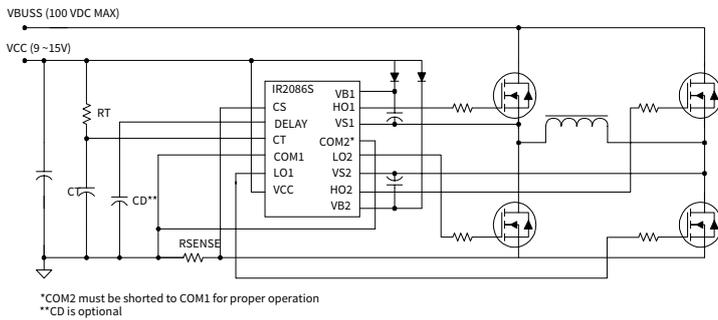 VBUSS (100 VDC MAX)
VCC (9 ~15V)
IR2086S
RT
CS
DELAY
CT
COM1
LO1
VCC
VB1
HO1
VS1
COM2*
LO2
VS2
HO2
VB2
CT
CD**
RSENSE
*COM2 must be shorted to COM1 for proper operation
**CD is optional